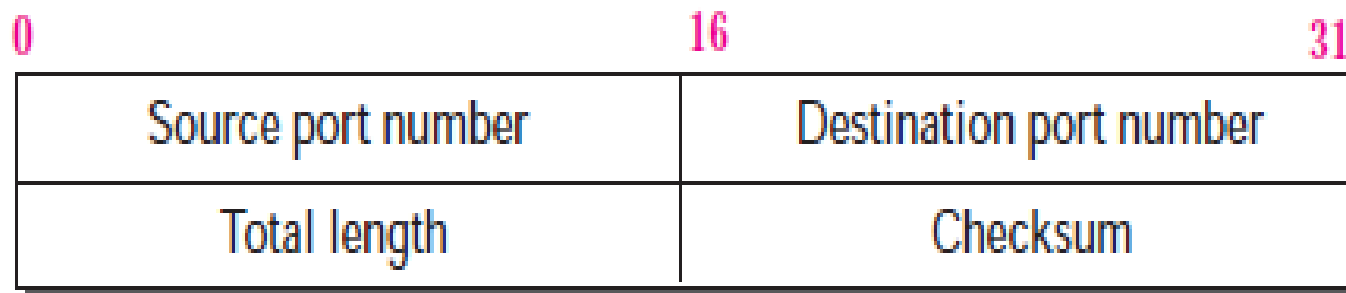 0 16 31
Source port number Destination port number
Total length Checksum